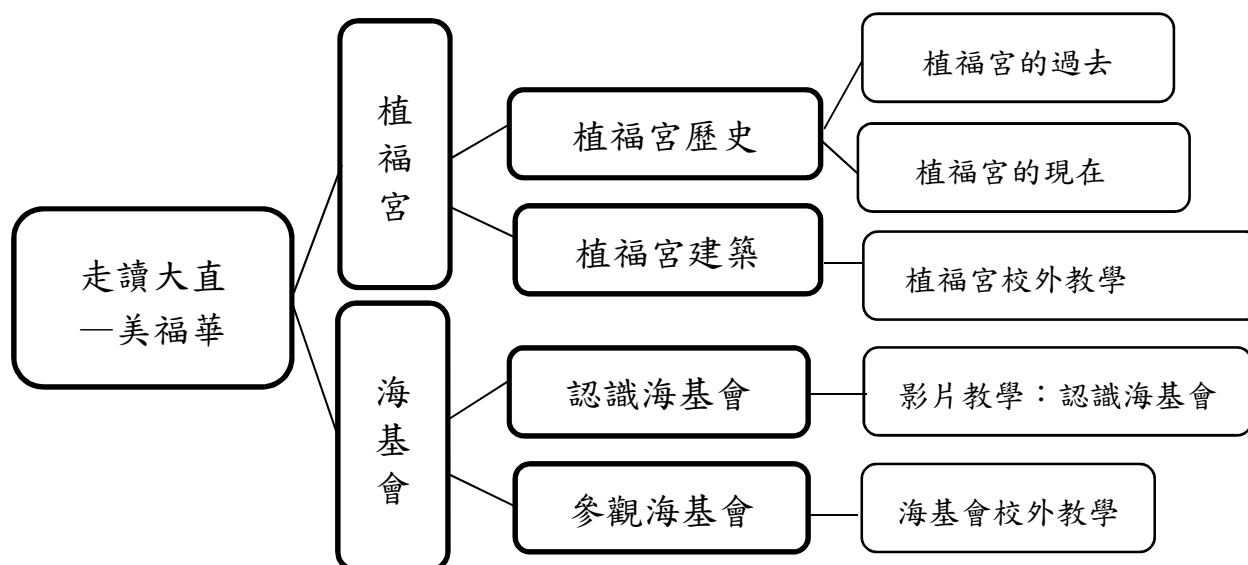 走讀大直
—美福華
植福宮
植福宮歷史
植福宮的過去
植福宮的現在
植福宮建築
植福宮校外教學
海基會
認識海基會
影片教學：認識海基會
參觀海基會
海基會校外教學